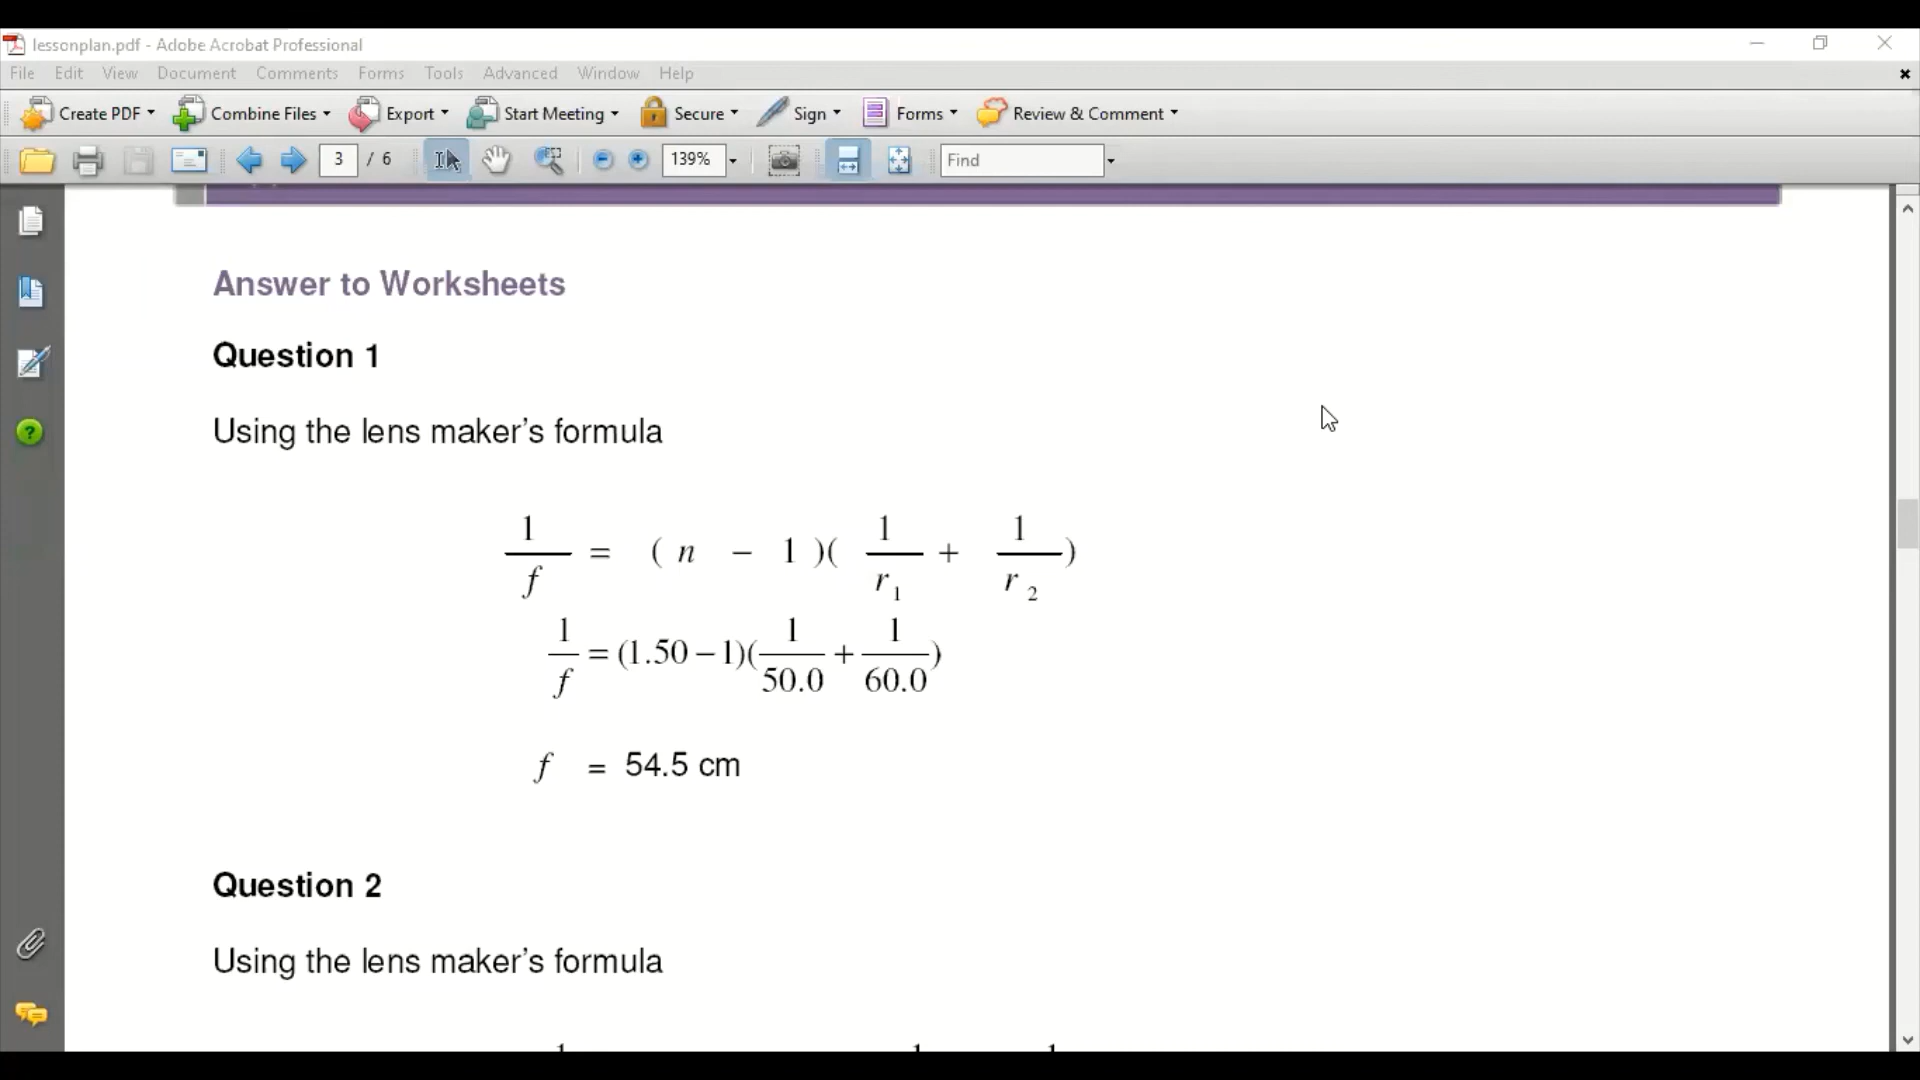 lessonplan.pdf - Adobe Acrobat Professional
File Edit View Document Comments Forms Tools Advanced Window Help
Create PDF Combine Files Export Start Meeting Secure Sign Forms Review & Comment
3 / 6 139% Find
Answer to Worksheets
Question 1
Using the lens maker’s formula
1/f = ( n − 1 )( 1/r₁ + 1/r₂ )
1/f = (1.50 − 1)( 1/50.0 + 1/60.0 )
f = 54.5 cm
Question 2
Using the lens maker’s formula